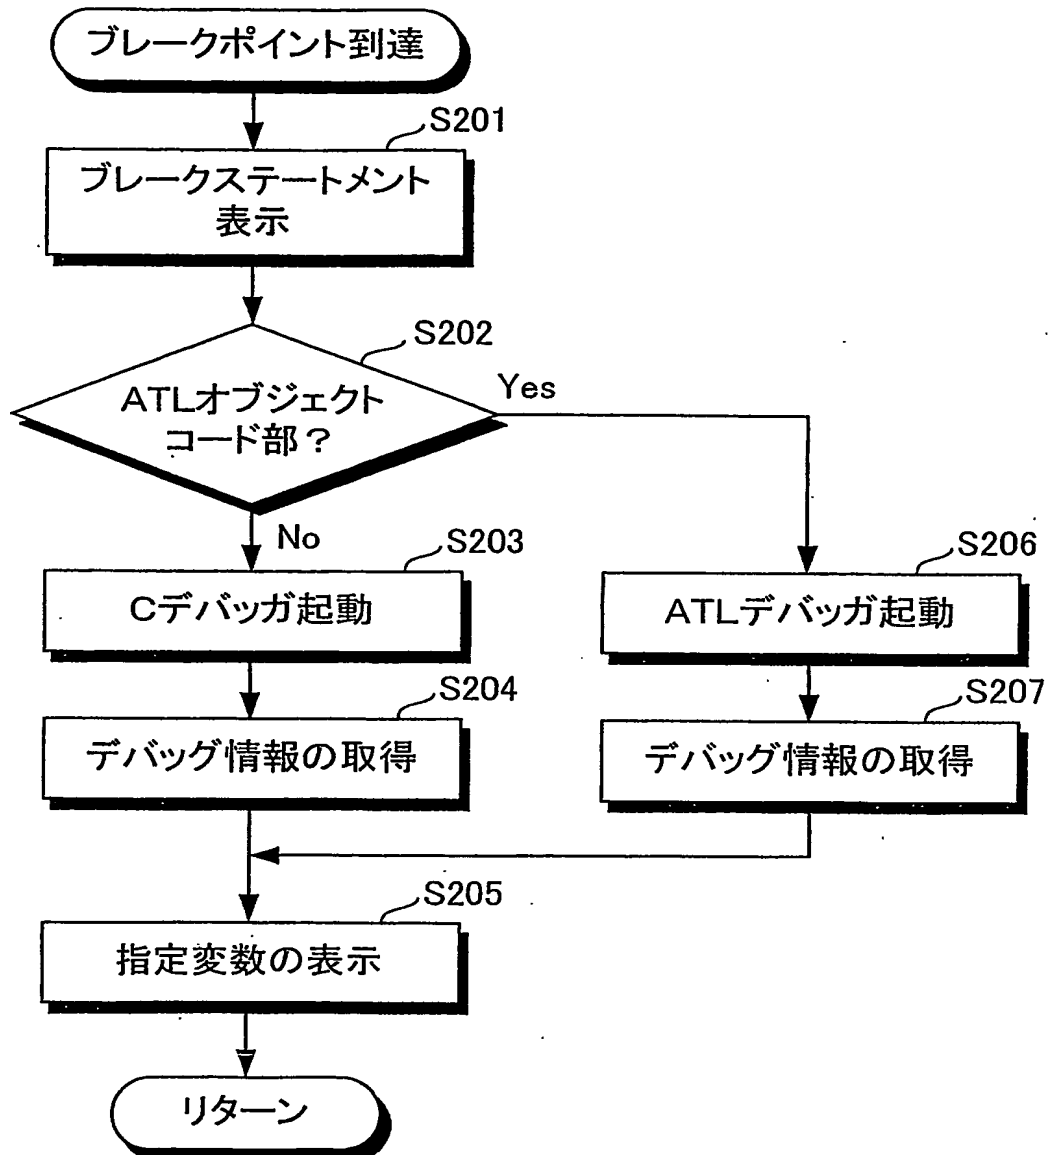 ブレークポイント到達
S201
ブレークステートメント
表示
S202
ATLオブジェクト
コード部?
Yes
No
S203
Cデバッガ起動
S206
ATLデバッガ起動
S204
デバッグ情報の取得
S207
デバッグ情報の取得
S205
指定変数の表示
リターン